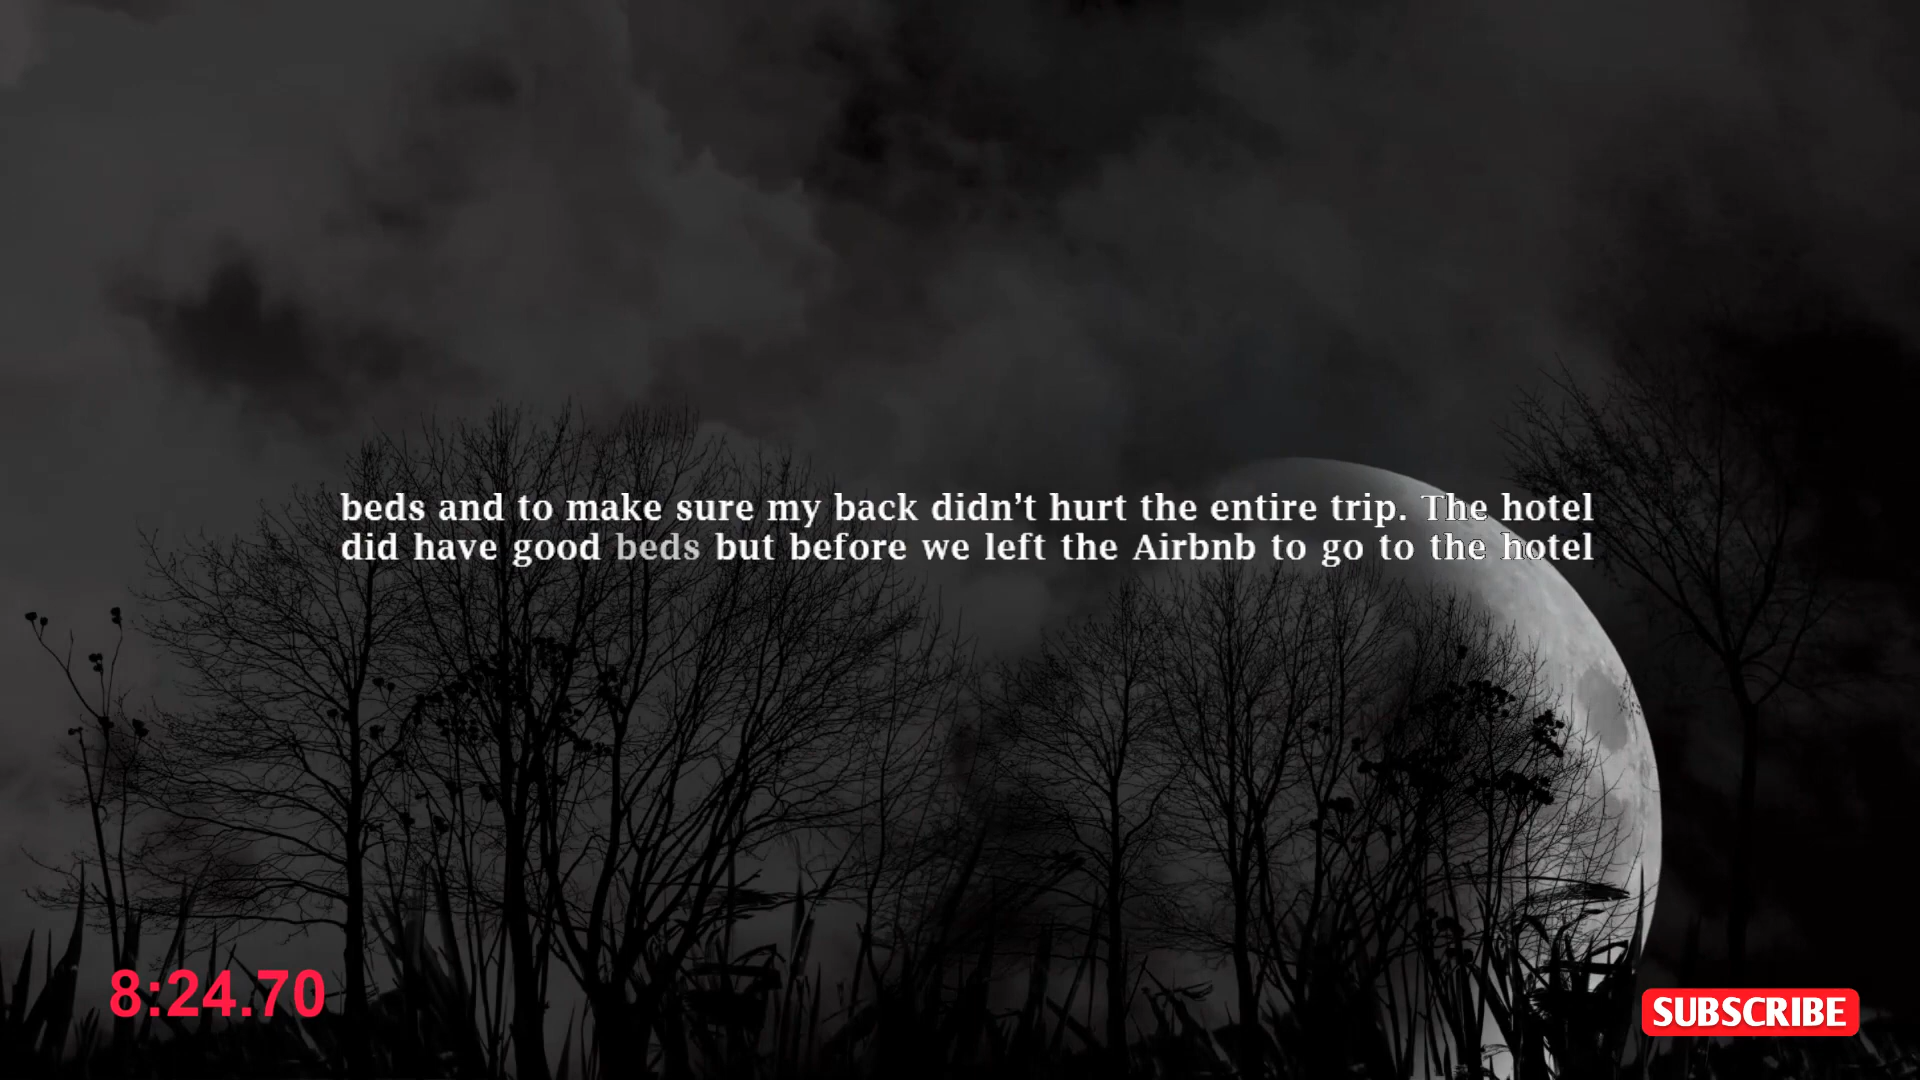 beds and to make sure my back didn’t hurt the entire trip. The hotel
did have good beds but before we left the Airbnb to go to the hotel
8:24.70
SUBSCRIBE